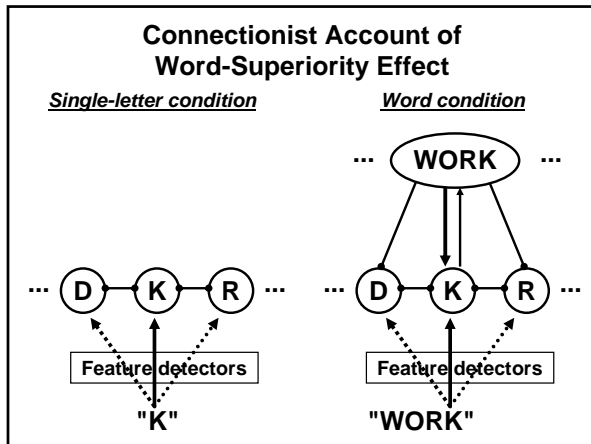 Connectionist Account of
Word-Superiority Effect
Single-letter condition
Word condition
... WORK ...
... D K R ...
... D K R ...
Feature detectors
Feature detectors
"K"
"WORK"